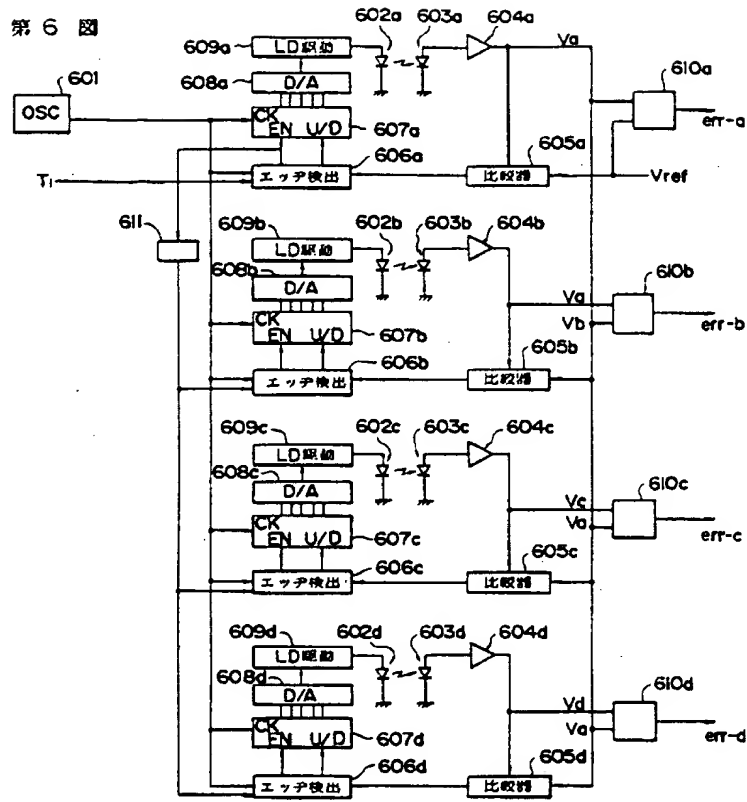 第 6 図
601
OSC
T1
611
609a
LD駆動
608a
D/A
CK
EN U/D
607a
エッヂ検出
606a
602a
603a
604a
Va
605a
比較器
Vref
610a
err-a
609b
LD駆動
608b
D/A
CK
EN U/D
607b
エッヂ検出
606b
602b
603b
604b
Va
Vb
605b
比較器
610b
err-b
609c
LD駆動
608c
D/A
CK
EN U/D
607c
エッヂ検出
606c
602c
603c
604c
Vc
Va
605c
比較器
610c
err-c
609d
LD駆動
608d
D/A
CK
EN U/D
607d
エッヂ検出
606d
602d
603d
604d
Vd
Va
605d
比較器
610d
err-d